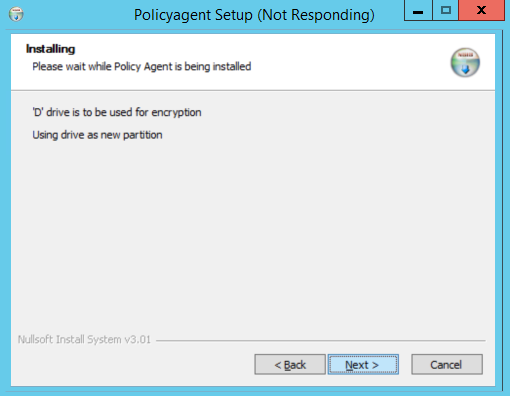 Policyagent Setup (Not Responding)
Installing
Please wait while Policy Agent is being installed
'D' drive is to be used for encryption
Using drive as new partition
Nullsoft Install System v3.01
< Back
Next >
Cancel